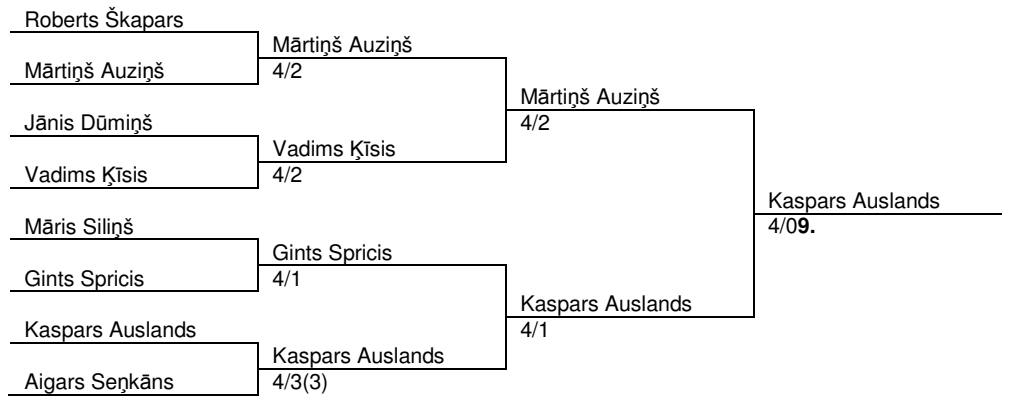 Roberts Škapars
Mārtiņš Auziņš
4/2
Mārtiņš Auziņš
Mārtiņš Auziņš
4/2
Jānis Dūmiņš
Vadims Ķīsis
4/2
Vadims Ķīsis
Kaspars Auslands
4/09.
Māris Siliņš
Gints Spricis
4/1
Gints Spricis
Kaspars Auslands
4/1
Kaspars Auslands
Kaspars Auslands
4/3(3)
Aigars Seņkāns